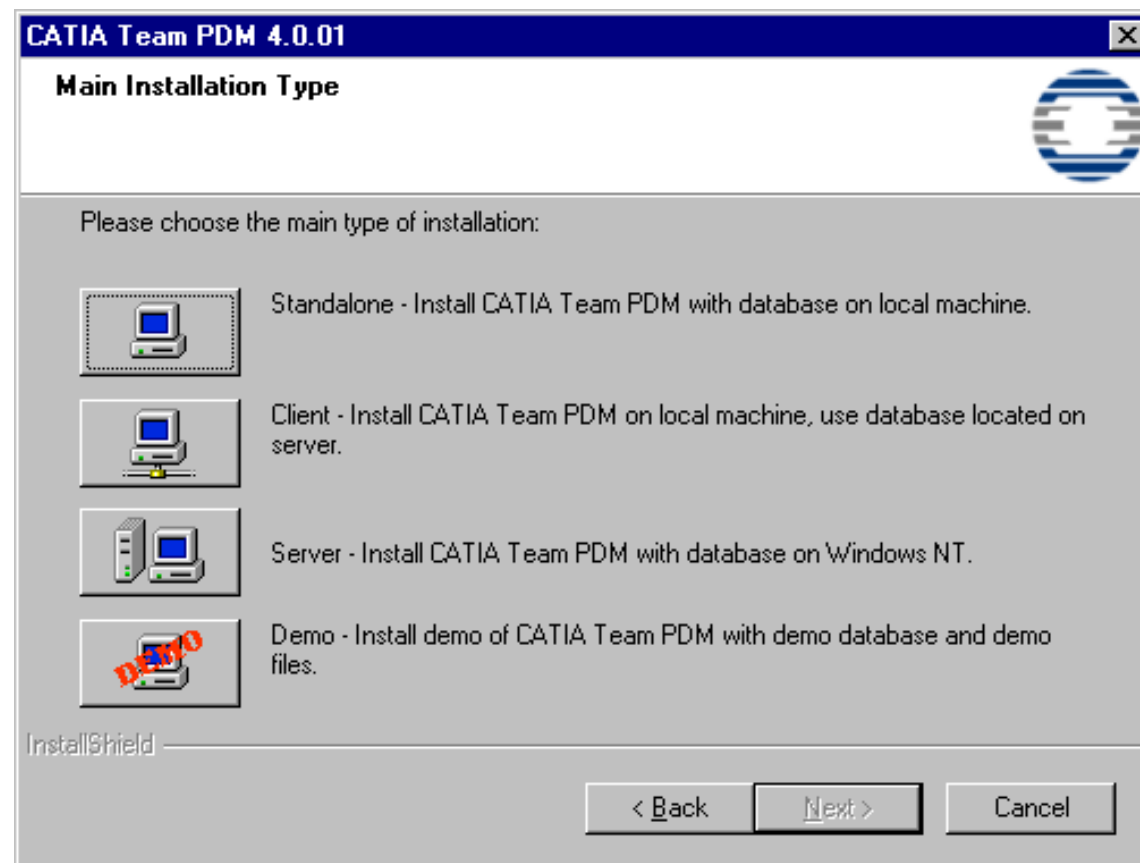 CATIA Team PDM 4.0.01
Main Installation Type
Please choose the main type of installation:
Standalone - Install CATIA Team PDM with database on local machine.
Client - Install CATIA Team PDM on local machine, use database located on
server.
Server - Install CATIA Team PDM with database on Windows NT.
DEMO
Demo - Install demo of CATIA Team PDM with demo database and demo
files.
InstallShield
< Back
Next >
Cancel